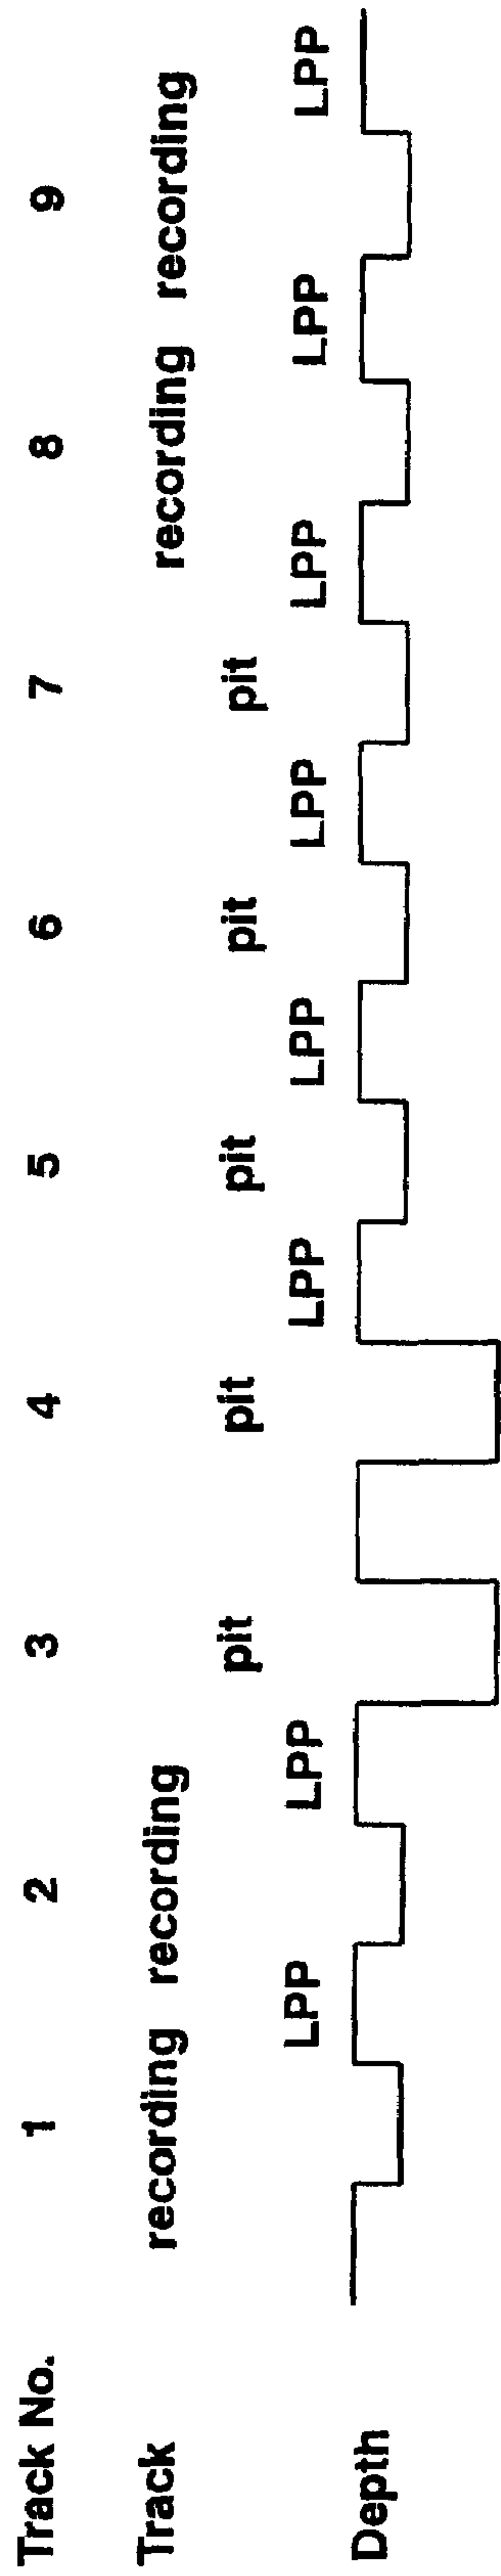 Track No. 1 2 3 4 5 6 7 8 9
Track recording recording recording recording
pit pit pit pit pit
LPP LPP LPP LPP LPP LPP LPP LPP
Depth